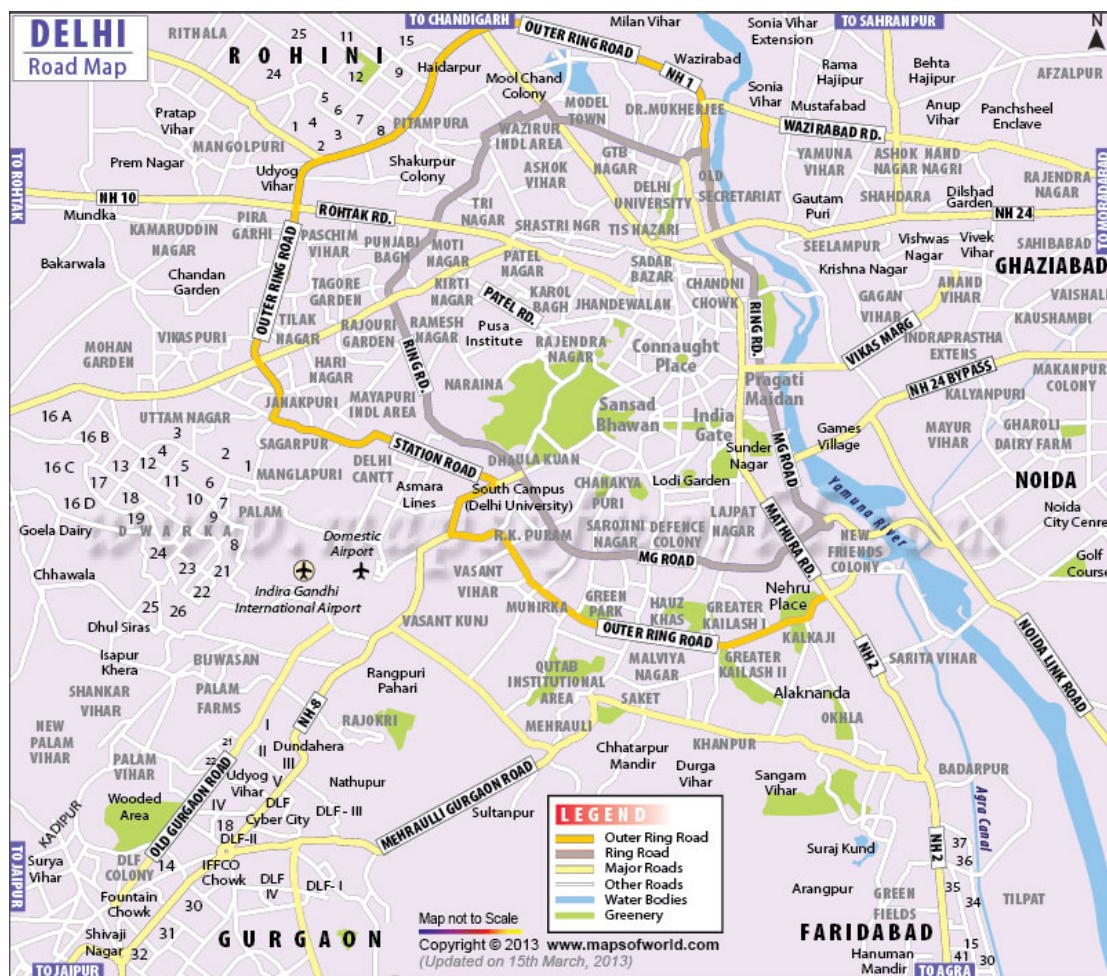 DELHI
Road Map
TO CHANDIGARH
TO SAHRANPUR
N
RITHALA
25
11
15
ROHINI
24
12
9
Haidarpur
OUTER RING ROAD
Milan Vihar
Sonia Vihar
Extension
Wazirabad
Mool Chand
Colony
NH 1
Rama
Hajipur
Behta
Hajipur
AFZALPUR
Pratap
Vihar
5
6
7
4
1
3
8
2
PITAMPURA
MODEL
TOWN
DR.MUKHERJEE
Sonia
Vihar
Mustafabad
Anup
Vihar
Panchsheel
Enclave
WAZIRABAD RD.
MANGOLPURI
WAZIRUR
INDL AREA
Prem Nagar
Udyog
Vihar
Shakurpur
Colony
ASHOK
VIHAR
GTB
NAGAR
OLD
SECRETARIAT
YAMUNA
VIHAR
ASHOK
NAGAR
NAND
NAGRI
RAJENDRA
NAGAR
TO ROHTAK
NH 10
DELHI
UNIVERSITY
SHAHDARA
Dilshad
Garden
Gautam
Puri
NH 24
Mundka
PIRA
GARHI
ROHTAK RD.
TRI
NAGAR
SHASTRI NGR
TIS HAZARI
KAMARUDDIN
NAGAR
PASCHIM
VIHAR
PUNJABI
BAGH
MOTI
NAGAR
PATEL
NAGAR
SADAR
BAZAR
SEELAMPUR
Vishwas
Nagar
Vivek
Vihar
SAHIBABAD
GHAZIABAD
Bakarwala
Chandan
Garden
OUTER RING ROAD
TAGORE
GARDEN
KIRTI
NAGAR
KAROL
BAGH
JHANDEWALAN
CHANDNI
CHOWK
Krishna Nagar
ANAND
VIHAR
VAISHALI
PATEL RD.
GAGAN
VIHAR
KAUSHAMBI
TILAK
NAGAR
RAJOURI
GARDEN
RAMESH
NAGAR
Pusa
Institute
RING RD.
VIKASPURI
RAJENDRA
NAGAR
Connaught
Place
VIKAS MARG
INDRAPRASTHA
EXTENS
MOHAN
GARDEN
HARI
NAGAR
RING RD.
NARAINA
Pragati
Maidan
NH 24 BYPASS
MAKANPUR
COLONY
KALYANPURI
16 A
UTTAM NAGAR
JANAKPURI
MAYAPURI
INDL AREA
Sansad
Bhawan
India
Gate
MG ROAD
Games
Village
MAYUR
VIHAR
GHAROLI
DAIRY FARM
16 B
3
SAGARPUR
STATION ROAD
DHAULA KUAN
Sunder
Nagar
16 C
13
12
4
5
2
1
MANGLAPURI
DELHI
CANTT
Asmara
Lines
South Campus
(Delhi University)
CHANAKYA
PURI
Lodi Garden
NOIDA
17
11
6
16 D
18
10
7
Yamuna River
Noida
City Cenre
Goela Dairy
19
9
PALAM
DWARKA
8
SAROJINI
NAGAR
DEFENCE
COLONY
LAJPAT
NAGAR
MATHURA RD.
R.K. PURAM
Domestic
Airport
24
MG ROAD
NEW
FRIENDS
COLONY
Golf
Course
Chhawala
23
21
22
VASANT
VIHAR
Indira Gandhi
International Airport
25
26
MUNIRKA
GREEN
PARK
HAUZ
KHAS
GREATER
KAILASH I
Nehru
Place
Dhul Siras
VASANT KUNJ
OUTER RING ROAD
KALKAJI
Isapur
Khera
BIJWASAN
MALVIYA
NAGAR
GREATER
KAILASH II
NH 2
SARITA VIHAR
NOIDA LINK ROAD
QUTAB
INSTITUTIONAL
AREA
Rangpuri
Pahari
SHANKAR
VIHAR
PALAM
FARMS
SAKET
Alaknanda
NH-8
OKHLA
RAJOKRI
MEHRAULI
NEW
PALAM
VIHAR
I
21
II
Dundahera
III
KHANPUR
Chhatarpur
Mandir
PALAM
VIHAR
22
Udyog
Vihar
V
Nathupur
Durga
Vihar
Sangam
Vihar
BADARPUR
Wooded
Area
IV
DLF
Cyber City
DLF- III
MEHRAULLI GURGAON ROAD
Sultanpur
KADIPUR
OLD GURGAON ROAD
18
DLF-II
LEGEND
Outer Ring Road
Ring Road
Major Roads
Other Roads
Water Bodies
Greenery
Agra Canal
Suraj Kund
NH 2
37
36
TO JAIPUR
Surya
Vihar
DLF
COLONY
14
IFFCO
Chowk
DLF
IV
DLF- I
35
Arangpur
34
TILPAT
Fountain
Chowk
30
GREEN
FIELDS
Map not to Scale
Shivaji
Nagar
31
32
GURGAON
Copyright © 2013 www.mapsofworld.com
(Updated on 15th March, 2013)
FARIDABAD
15
Hanuman
Mandir
41
30
TO JAIPUR
TO AGRA